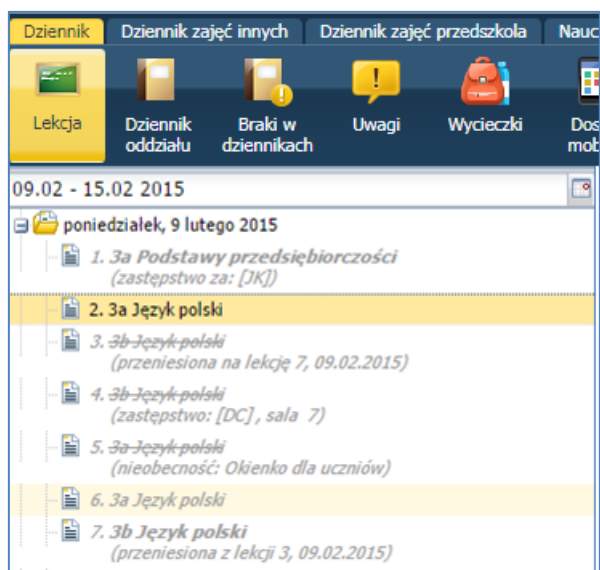 Dziennik Dziennik zajęć innych Dziennik zajęć przedszkola
Lekcja Dziennik oddziału Braki w dziennikach Uwagi Wycieczki
09.02 - 15.02 2015
poniedziałek, 9 lutego 2015
1. 3a Podstawy przedsiębiorczości
(zastępstwo za: [JK])
2. 3a Język polski
3. 3b Język polski
(przeniesiona na lekcję 7, 09.02.2015)
4. 3b Język polski
(zastępstwo: [DC] , sala 7)
5. 3a Język polski
(nieobecność: Okienko dla uczniów)
6. 3a Język polski
7. 3b Język polski
(przeniesiona z lekcji 3, 09.02.2015)